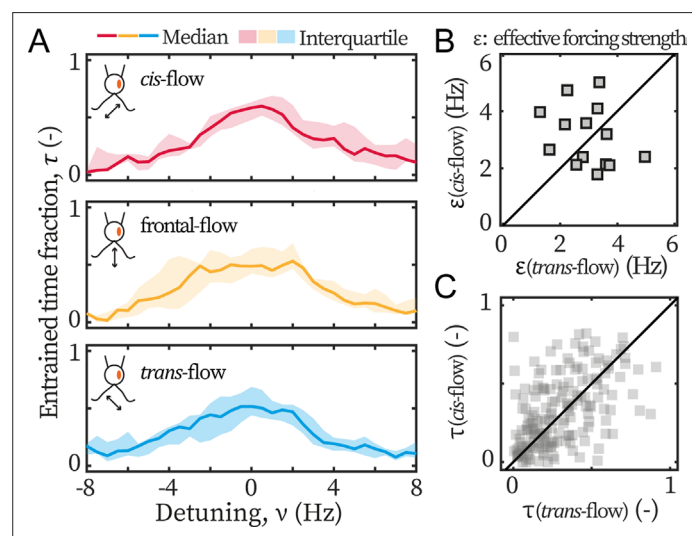 A
Median
Interquartile
Entrained time fraction, τ (-)
1
cis-flow
0
1
frontal-flow
0
1
trans-flow
0
-8 -4 0 4 8
Detuning, ν (Hz)
B
ε: effective forcing strength
ε(cis-flow) (Hz)
6
4
2
0
0 2 4 6
ε(trans-flow) (Hz)
C
τ(cis-flow) (-)
1
0
0 1
τ(trans-flow) (-)